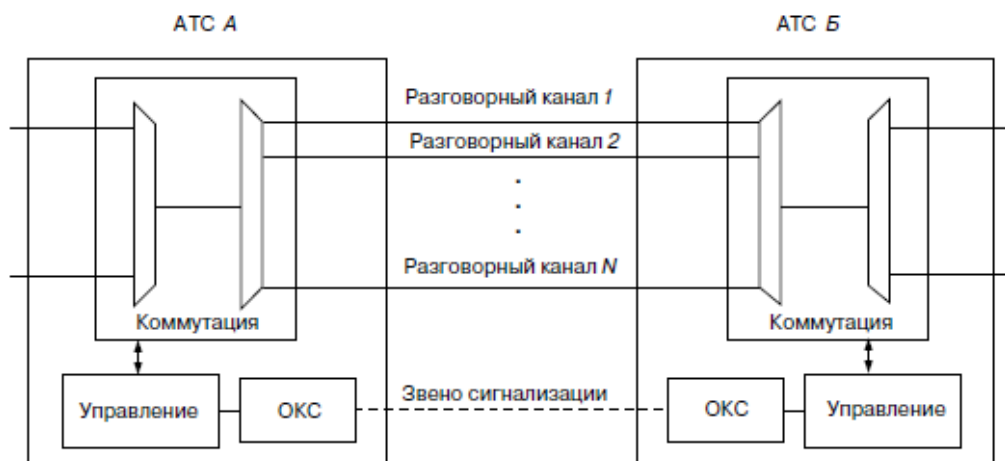 АТС А
АТС Б
Разговорный канал 1
Разговорный канал 2
Разговорный канал N
Коммутация
Коммутация
Управление
ОКС
Звено сигнализации
ОКС
Управление